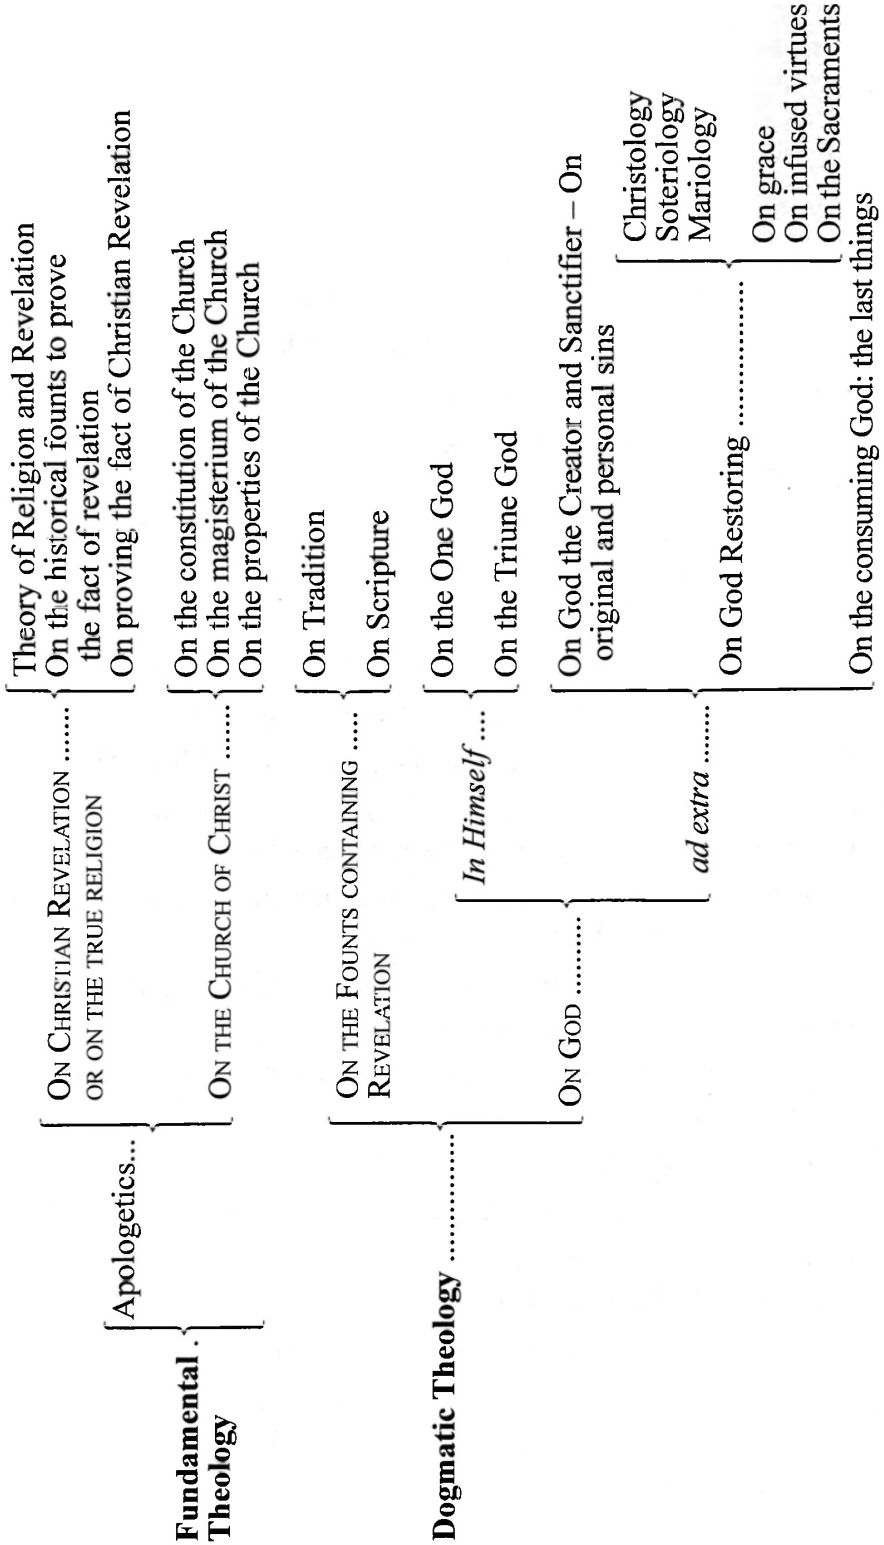 Fundamental .
Theology
Apologetics...
ON CHRISTIAN REVELATION .......
OR ON THE TRUE RELIGION
Theory of Religion and Revelation
On the historical founts to prove
the fact of revelation
On proving the fact of Christian Revelation
ON THE CHURCH OF CHRIST .......
On the constitution of the Church
On the magisterium of the Church
On the properties of the Church
Dogmatic Theology .................
ON THE FOUNTS CONTAINING .....
REVELATION
On Tradition
On Scripture
ON GOD ...........
In Himself ....
On the One God
On the Triune God
ad extra ........
On God the Creator and Sanctifier – On
original and personal sins
On God Restoring ..................
Christology
Soteriology
Mariology
On grace
On infused virtues
On the Sacraments
On the consuming God: the last things